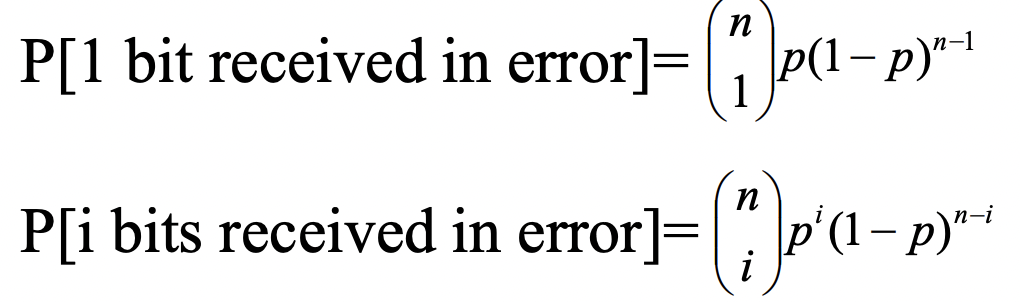 P[1 bit received in error]= (n 1) p(1 − p)^{n−1}
P[i bits received in error]= (n i) p^i (1 − p)^{n−i}